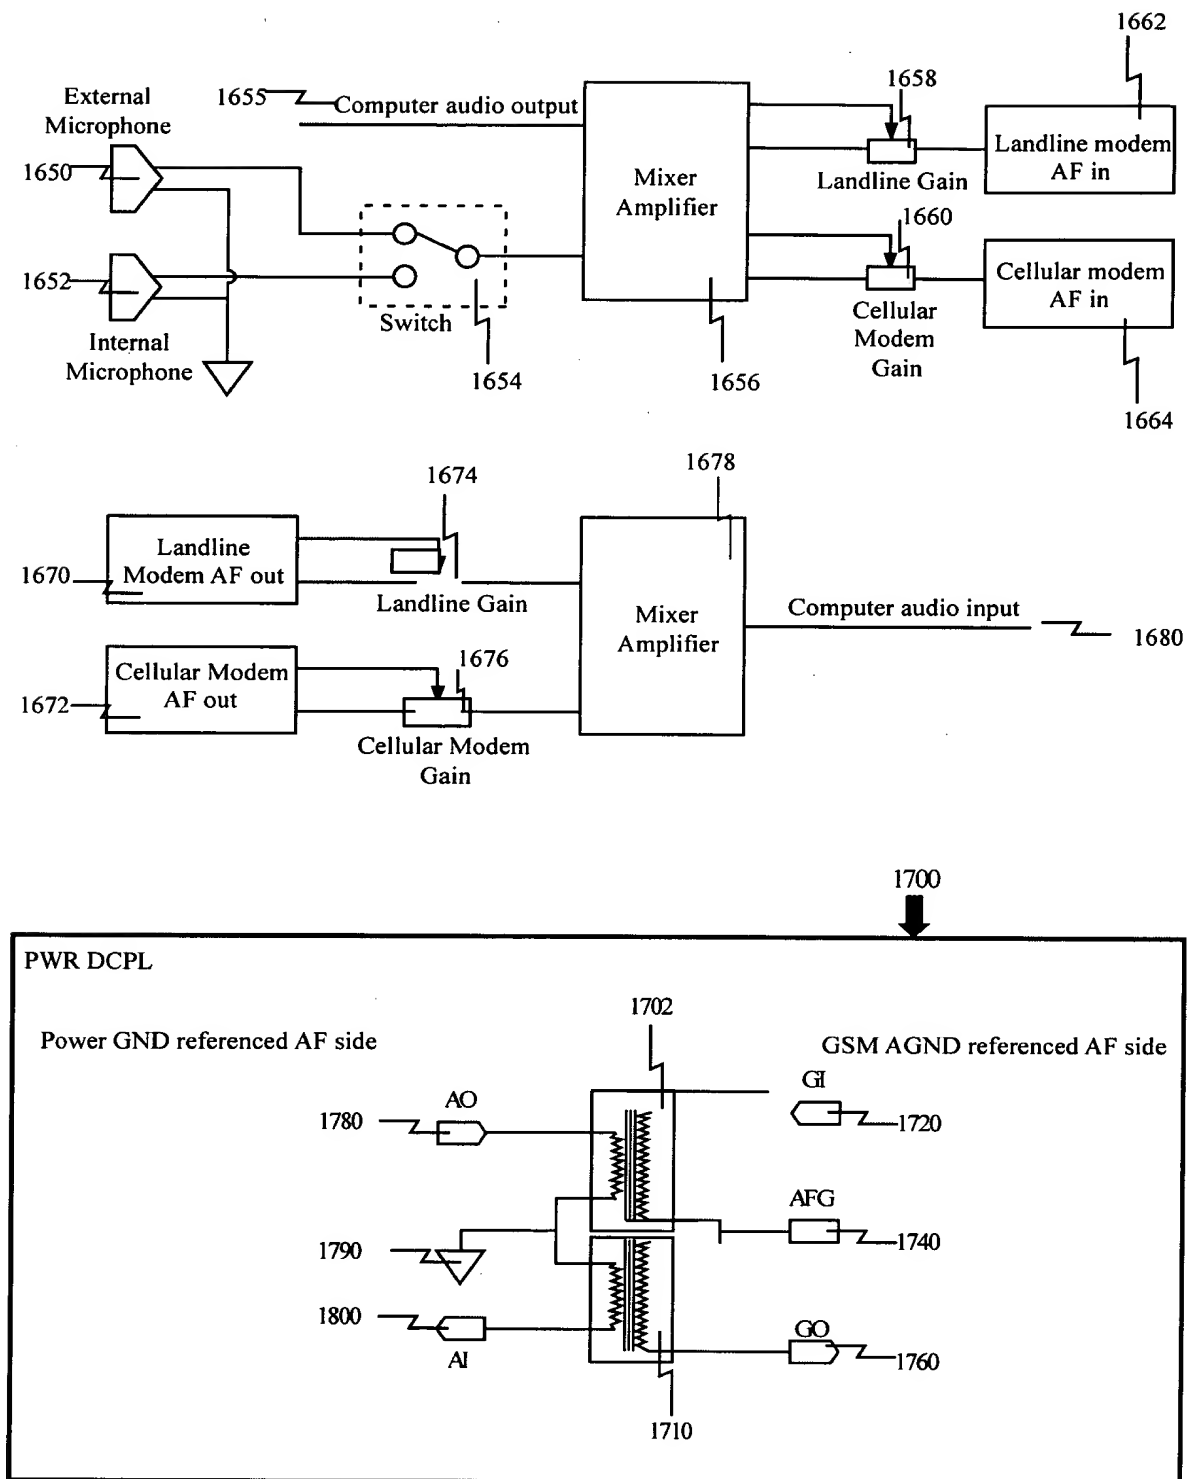 1662
External
Microphone
1655
Computer audio output
1658
1650
Mixer
Amplifier
Landline modem
AF in
Landline Gain
1660
1652
Switch
Cellular modem
AF in
Internal
Microphone
Cellular
Modem
Gain
1654
1656
1664
1674
1678
Landline
Modem AF out
1670
Landline Gain
Mixer
Amplifier
Computer audio input
1680
Cellular Modem
AF out
1676
1672
Cellular Modem
Gain
1700
PWR DCPL
1702
Power GND referenced AF side
GSM AGND referenced AF side
AO
GI
1780
1720
AFG
1790
1740
1800
GO
AI
1760
1710